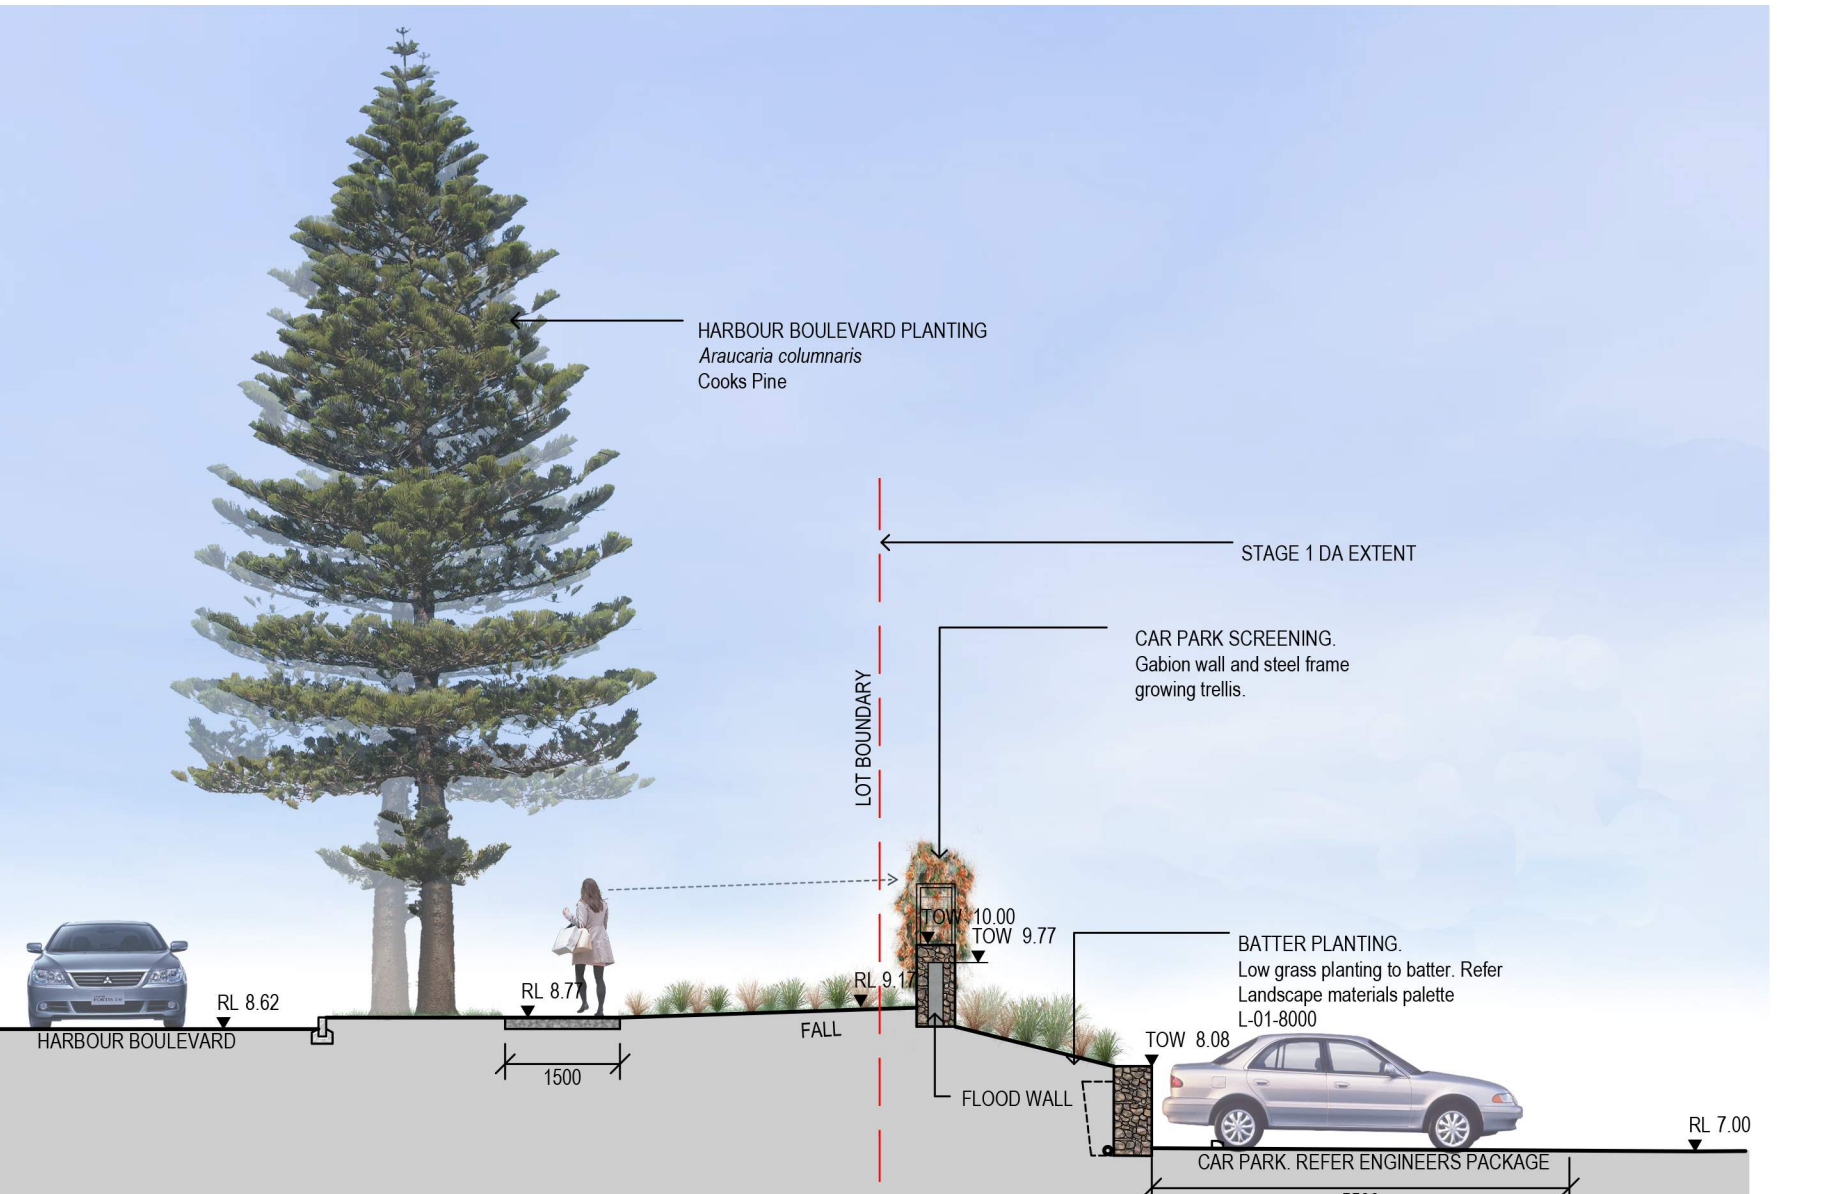 HARBOUR BOULEVARD PLANTING
Araucaria columnaris
Cooks Pine
STAGE 1 DA EXTENT
CAR PARK SCREENING.
Gabion wall and steel frame
growing trellis.
LOT BOUNDARY
TOW 10.00
TOW 9.77
BATTER PLANTING.
Low grass planting to batter. Refer
Landscape materials palette
L-01-8000
RL 9.17
RL 8.77
RL 8.62
HARBOUR BOULEVARD
FALL
TOW 8.08
1500
FLOOD WALL
RL 7.00
CAR PARK. REFER ENGINEERS PACKAGE